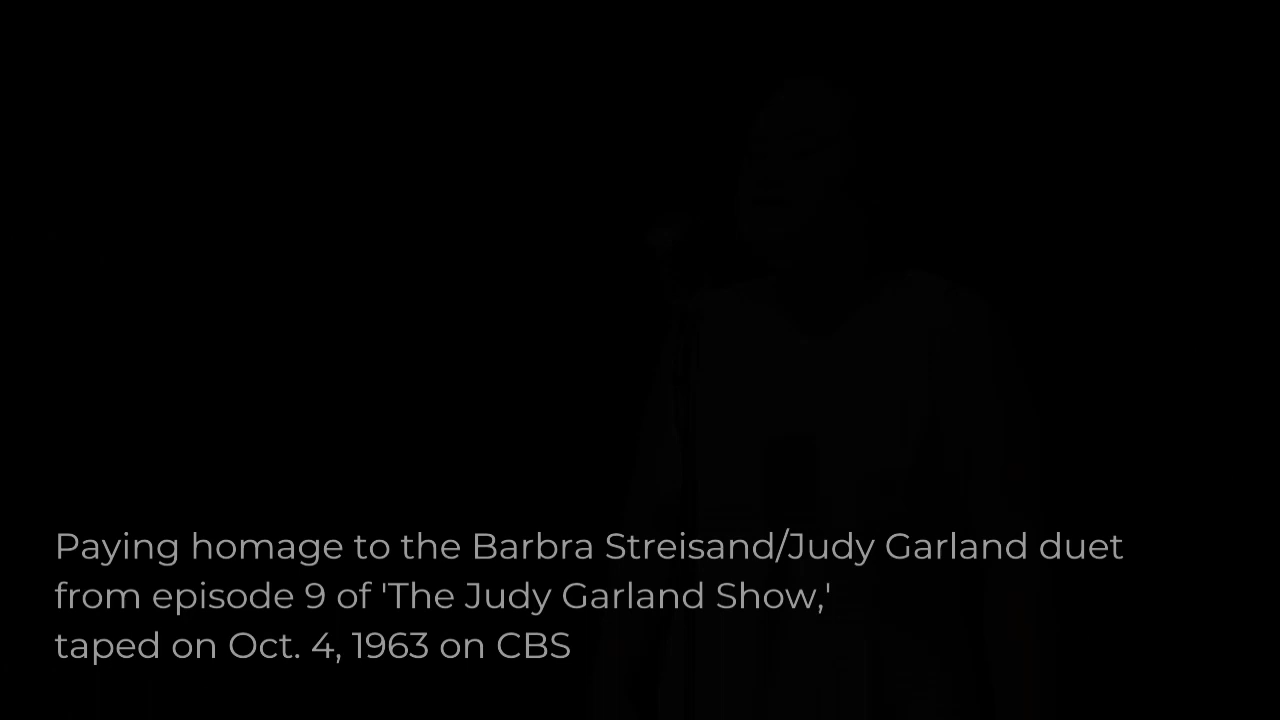 Paying homage to the Barbra Streisand/Judy Garland duet
from episode 9 of 'The Judy Garland Show,'
taped on Oct. 4, 1963 on CBS